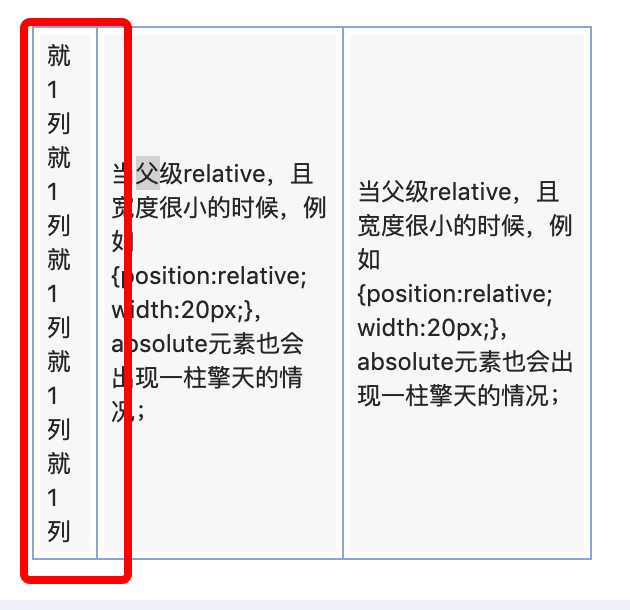 就
1
列
就
1
列
就
1
列
就
1
列
就
1
列
当父级relative，且
宽度很小的时候，例
如
{position:relative;
width:20px;}，
absolute元素也会
出现一柱擎天的情
况；
当父级relative，且
宽度很小的时候，例
如
{position:relative;
width:20px;}，
absolute元素也会出
现一柱擎天的情况；